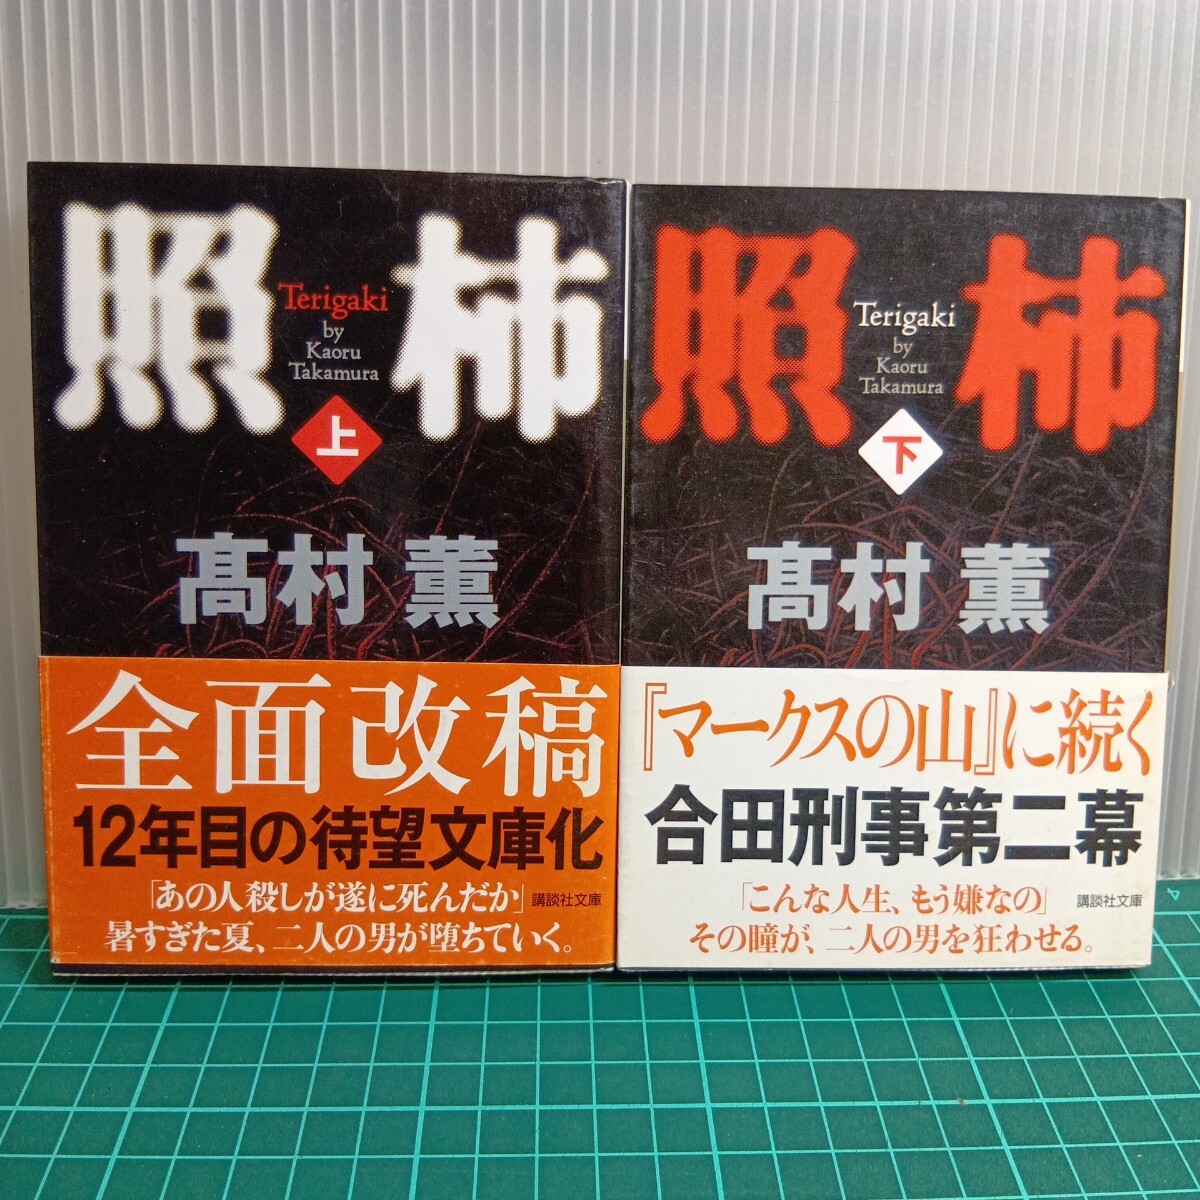 照柿
Terigaki
by
Kaoru
Takamura
上
髙村 薫
全面改稿
12年目の待望文庫化
「あの人殺しが遂に死んだか」
講談社文庫
暑すぎた夏、二人の男が堕ちていく。
照柿
Terigaki
by
Kaoru
Takamura
下
髙村 薫
『マークスの山』に続く
合田刑事第二幕
「こんな人生、もう嫌なの」
講談社文庫
その瞳が、二人の男を狂わせる。